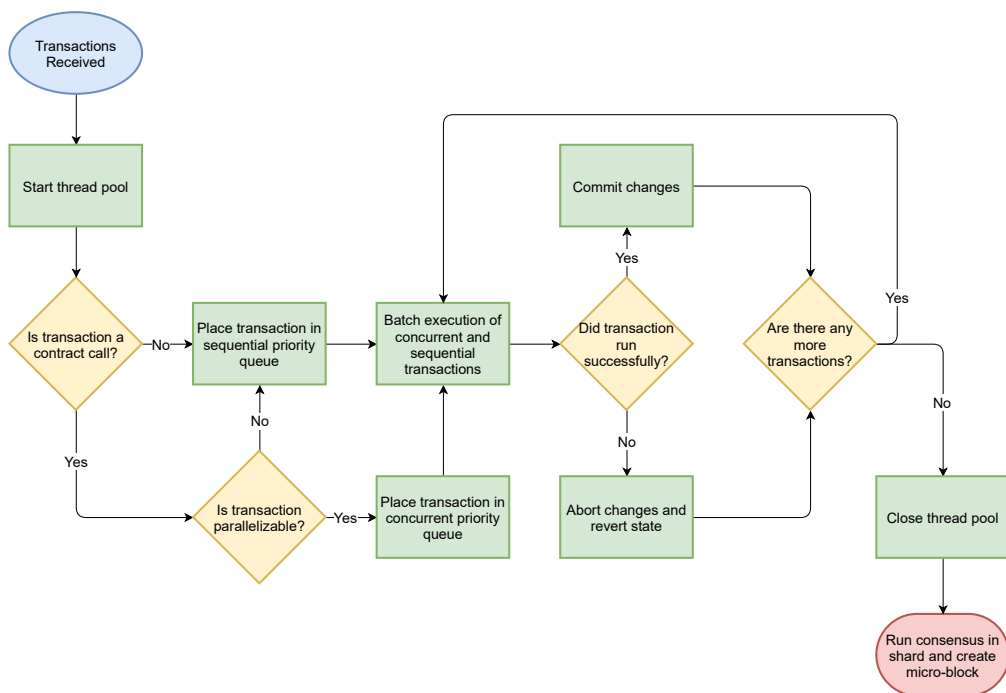 Transactions
Received
Start thread pool
Is transaction a
contract call?
No
Yes
Place transaction in
sequential priority
queue
No
Is transaction
parallelizable?
Yes
Place transaction in
concurrent priority
queue
Batch execution of
concurrent and
sequential
transactions
Did transaction
run
successfully?
Yes
Commit changes
No
Abort changes and
revert state
Are there any
more
transactions?
Yes
No
Close thread pool
Run consensus in
shard and create
micro-block